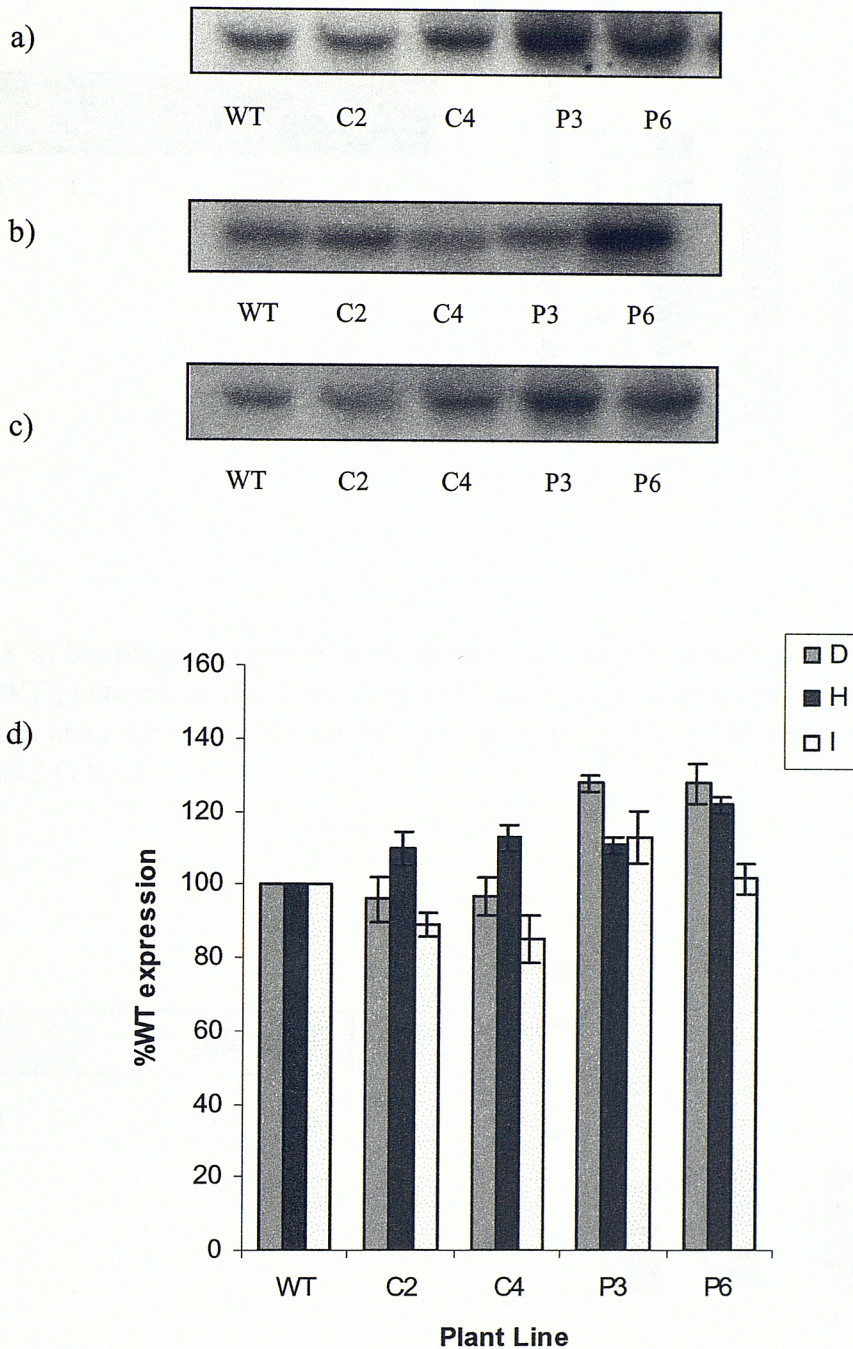 a)
WT C2 C4 P3 P6
b)
WT C2 C4 P3 P6
c)
WT C2 C4 P3 P6
d)
D
H
I
160
140
120
100
80
60
40
20
0
%WT expression
WT C2 C4 P3 P6
Plant Line